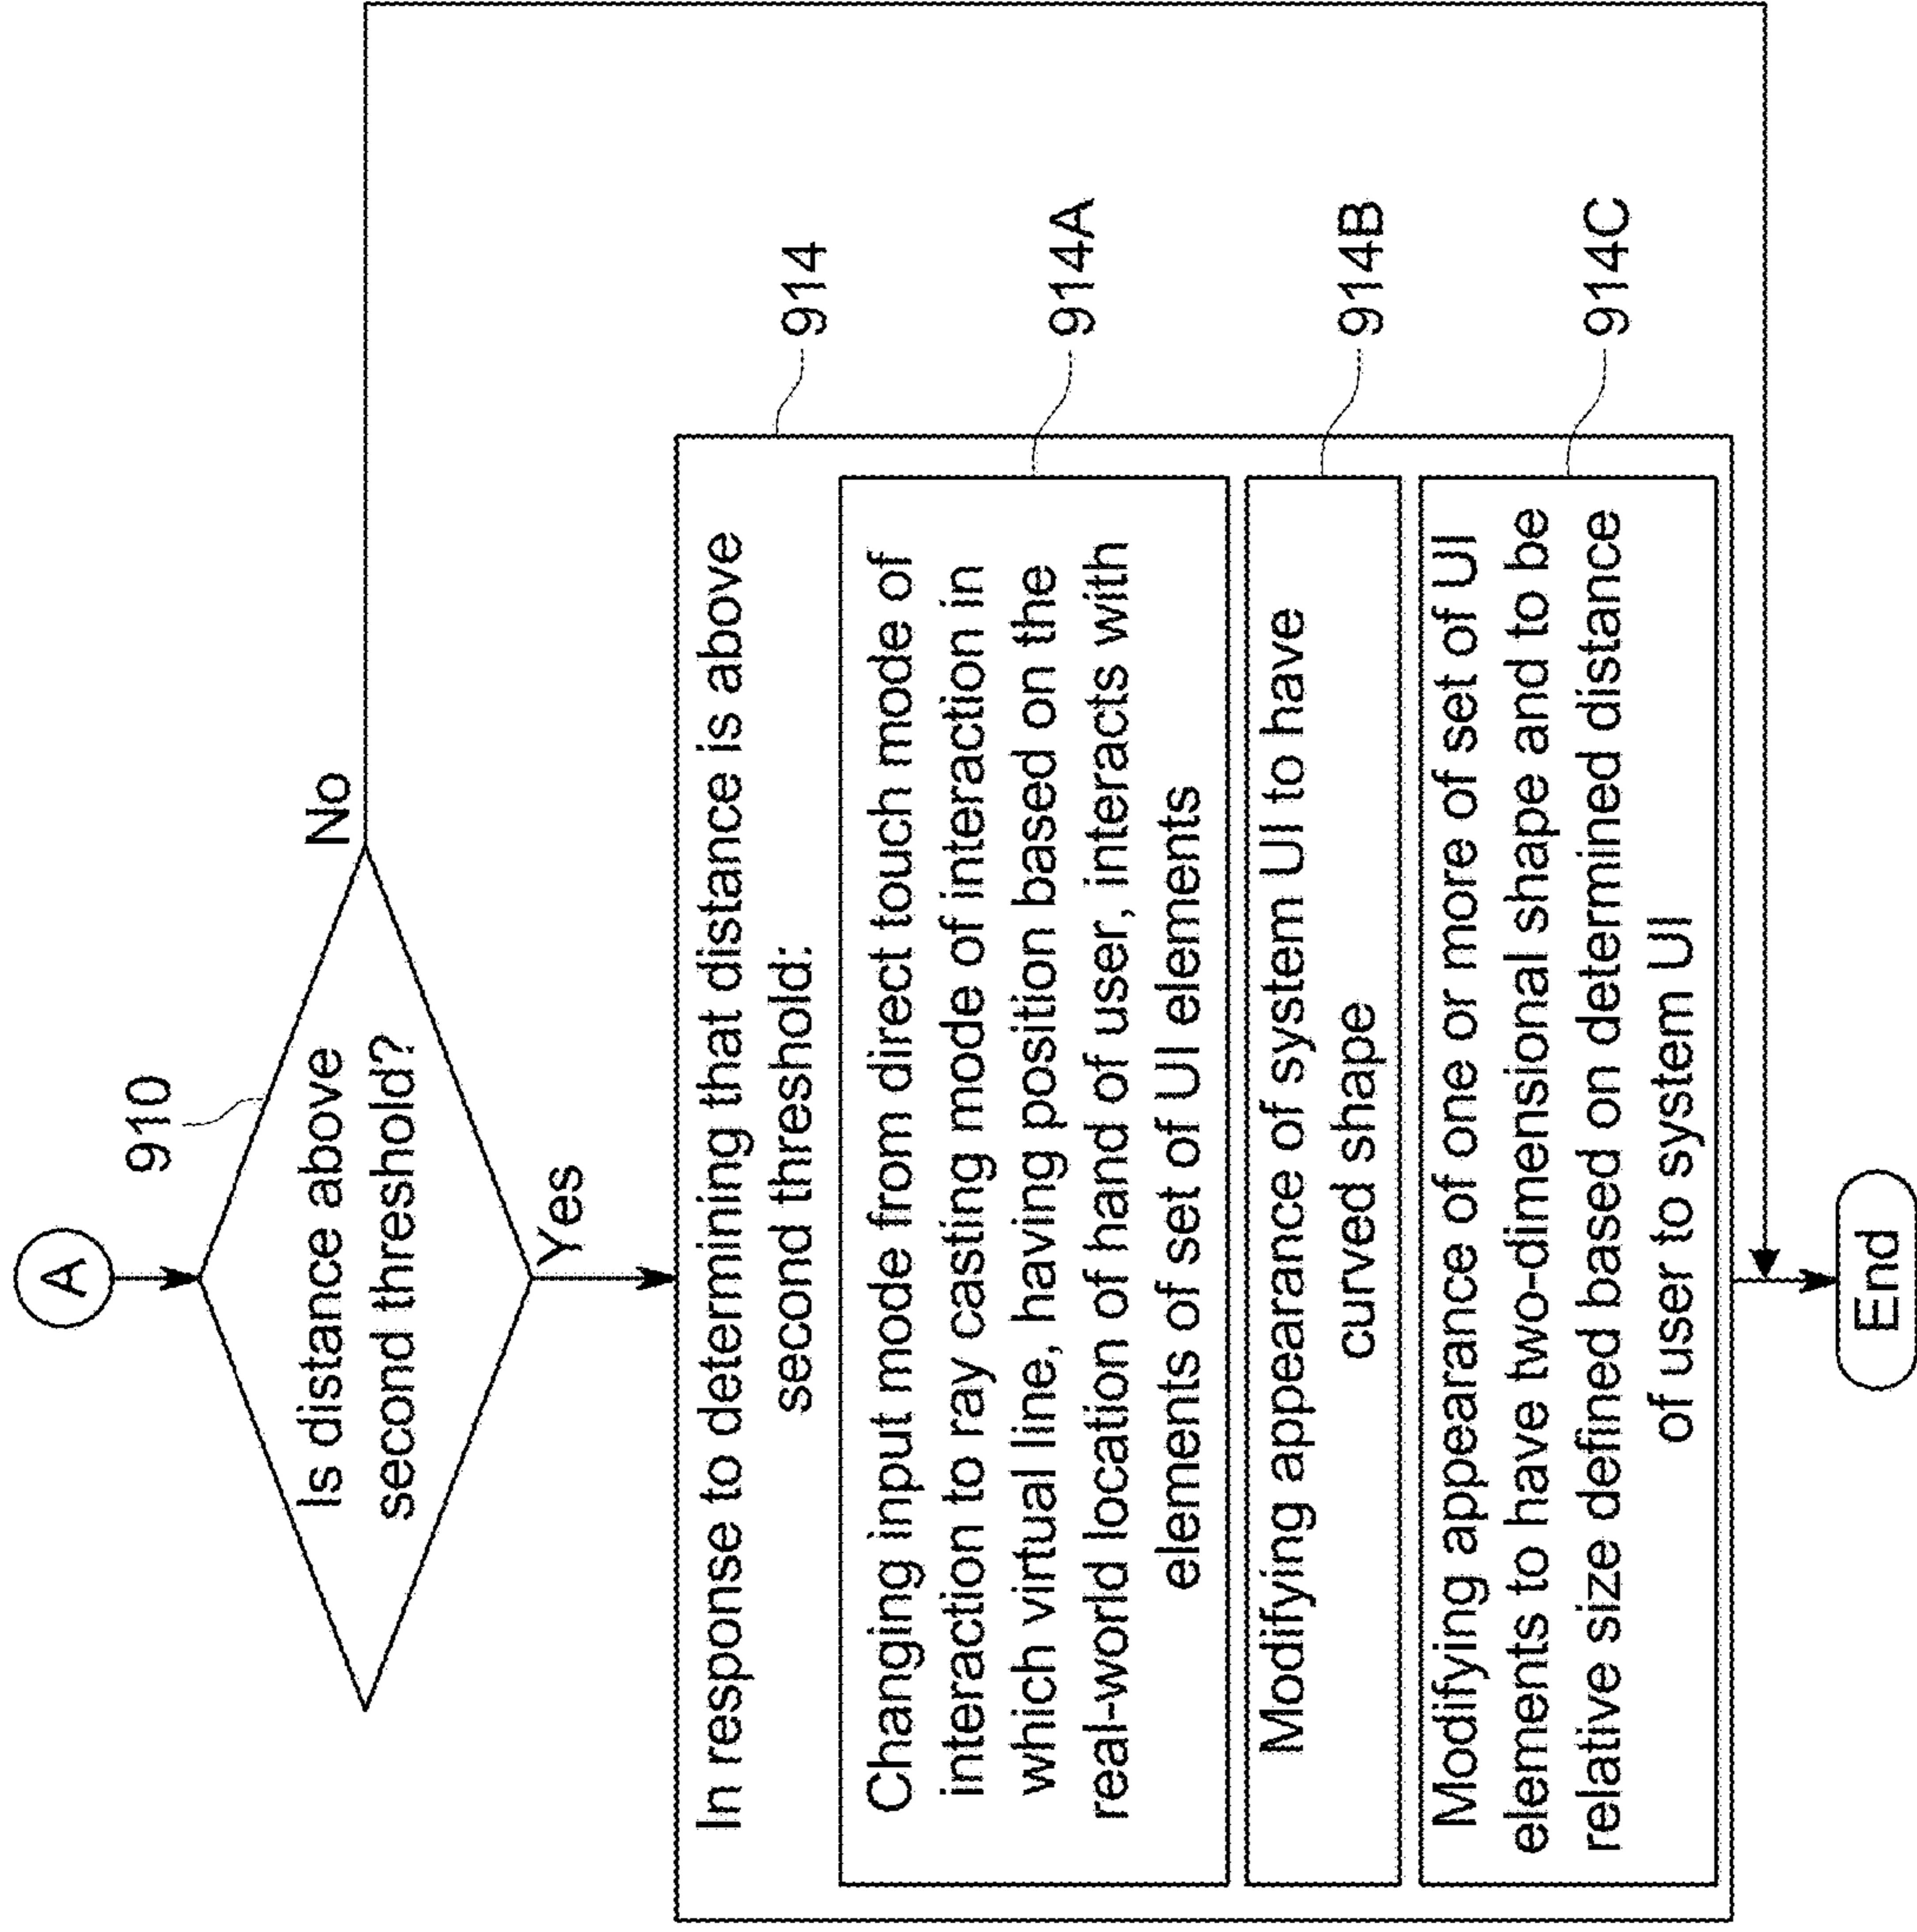 A
910
Is distance above
second threshold?
No
Yes
914
In response to determining that distance is above
second threshold:
914A
Changing input mode from direct touch mode of
interaction to ray casting mode of interaction in
which virtual line, having position based on the
real-world location of hand of user, interacts with
elements of set of UI elements
914B
Modifying appearance of system UI to have
curved shape
914C
Modifying appearance of one or more of set of UI
elements to have two-dimensional shape and to be
relative size defined based on determined distance
of user to system UI
End